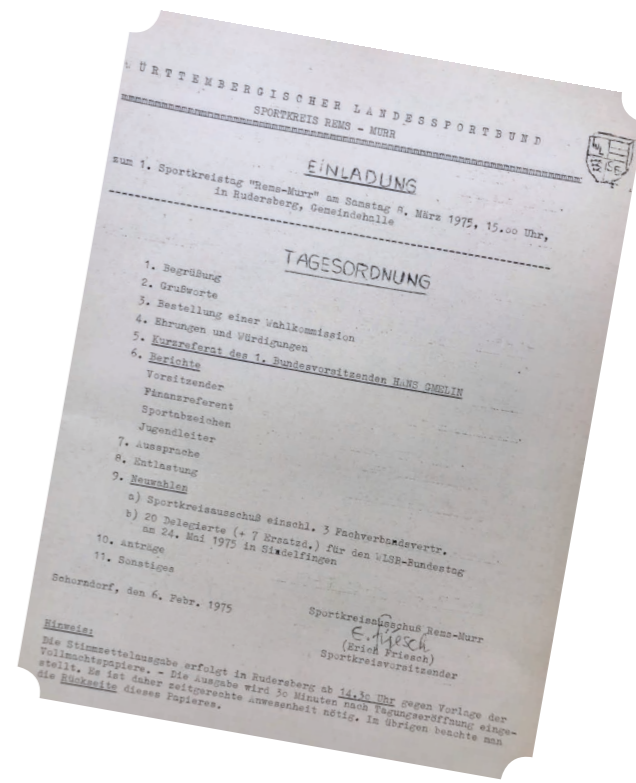 WÜRTTEMBERGISCHER LANDESSPORTBUND
SPORTKREIS REMS - MURR
EINLADUNG
zum 1. Sportkreistag "Rems-Murr" am Samstag 8. März 1975, 15.oo Uhr,
in Rudersberg, Gemeindehalle
TAGESORDNUNG
1. Begrüßung
2. Grußworte
3. Bestellung einer Wahlkommission
4. Ehrungen und Würdigungen
5. Kurzreferat des 1. Bundesvorsitzenden HANS GMELIN
6. Berichte
Vorsitzender
Finanzreferent
Sportabzeichen
Jugendleiter
7. Aussprache
8. Entlastung
9. Neuwahlen
a) Sportkreisausschuß einschl. 3 Fachverbandsvertr.
b) 20 Delegierte (+ 7 Ersatzd.) für den WLSB-Bundestag
am 24. Mai 1975 in Sindelfingen
10. Anträge
11. Sonstiges
Schorndorf, den 6. Febr. 1975
Sportkreisausschuß Rems-Murr
E. Friesch
(Erich Friesch)
Sportkreisvorsitzender
Hinweis:
Die Stimmzettelausgabe erfolgt in Rudersberg ab 14.3o Uhr gegen Vorlage der
Vollmachtspapiere. - Die Ausgabe wird 3o Minuten nach Tagungseröffnung einge-
stellt. Es ist daher zeitgerechte Anwesenheit nötig. Im übrigen beachte man
die Rückseite dieses Papieres.